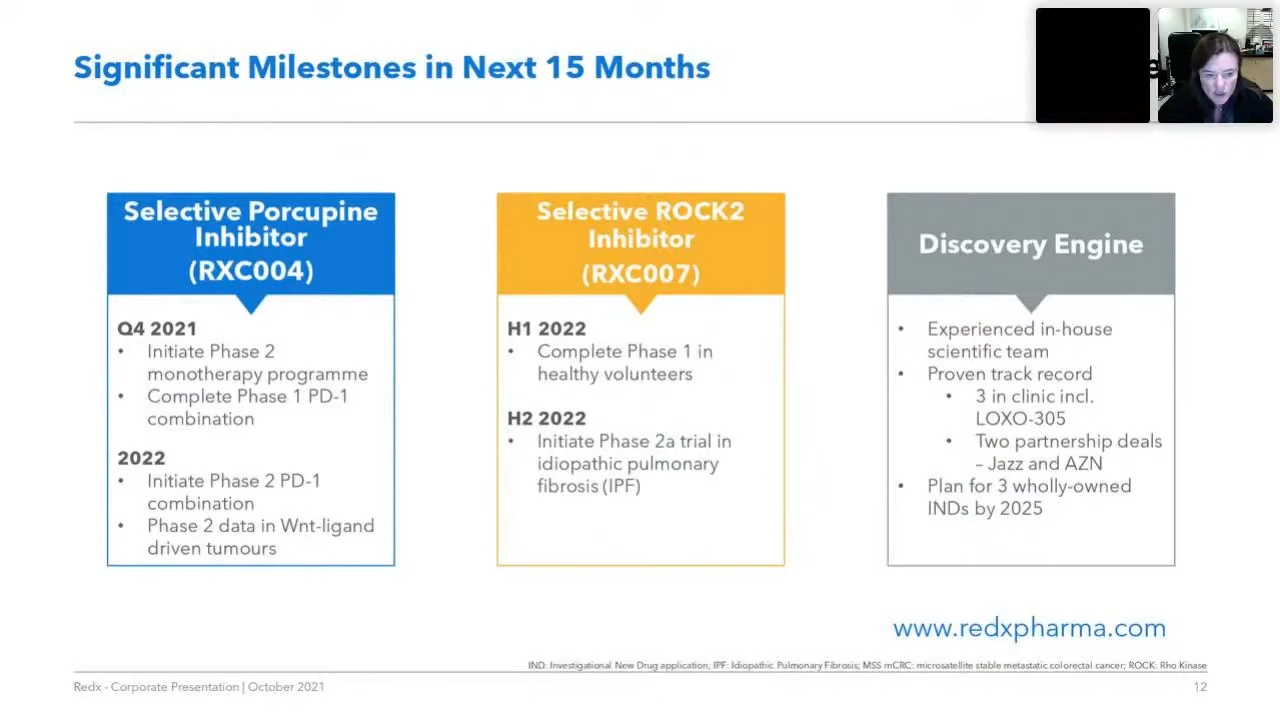 Significant Milestones in Next 15 Months
Selective Porcupine
Inhibitor
(RXC004)
Q4 2021
• Initiate Phase 2
monotherapy programme
• Complete Phase 1 PD-1
combination
2022
• Initiate Phase 2 PD-1
combination
• Phase 2 data in Wnt-ligand
driven tumours
Selective ROCK2
Inhibitor
(RXC007)
H1 2022
• Complete Phase 1 in
healthy volunteers
H2 2022
• Initiate Phase 2a trial in
idiopathic pulmonary
fibrosis (IPF)
Discovery Engine
• Experienced in-house
scientific team
• Proven track record
• 3 in clinic incl.
LOXO-305
• Two partnership deals
– Jazz and AZN
• Plan for 3 wholly-owned
INDs by 2025
www.redxpharma.com
IND: Investigational New Drug application; IPF: Idiopathic Pulmonary Fibrosis; MSS mCRC: microsatellite stable metastatic colorectal cancer; ROCK: Rho Kinase
Redx - Corporate Presentation | October 2021
12